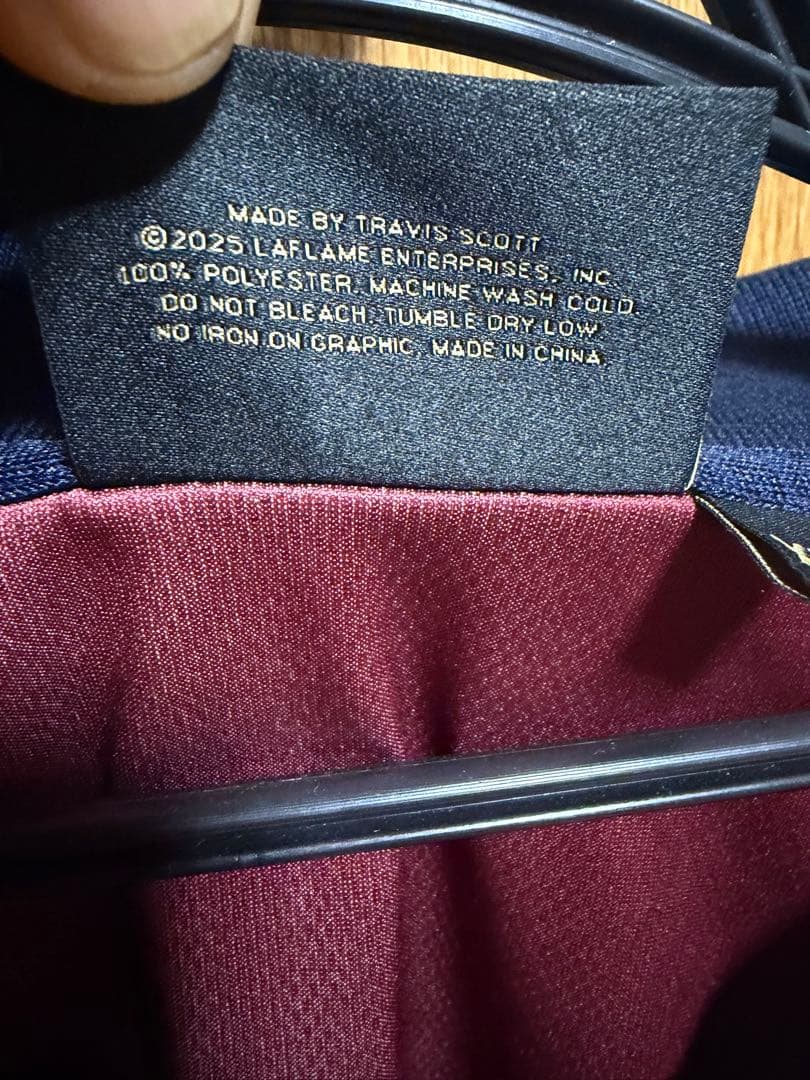 MADE BY TRAVIS SCOTT
©2025 LAFLAME ENTERPRISES, INC
100% POLYESTER. MACHINE WASH COLD.
DO NOT BLEACH. TUMBLE DRY LOW
NO IRON ON GRAPHIC. MADE IN CHINA.